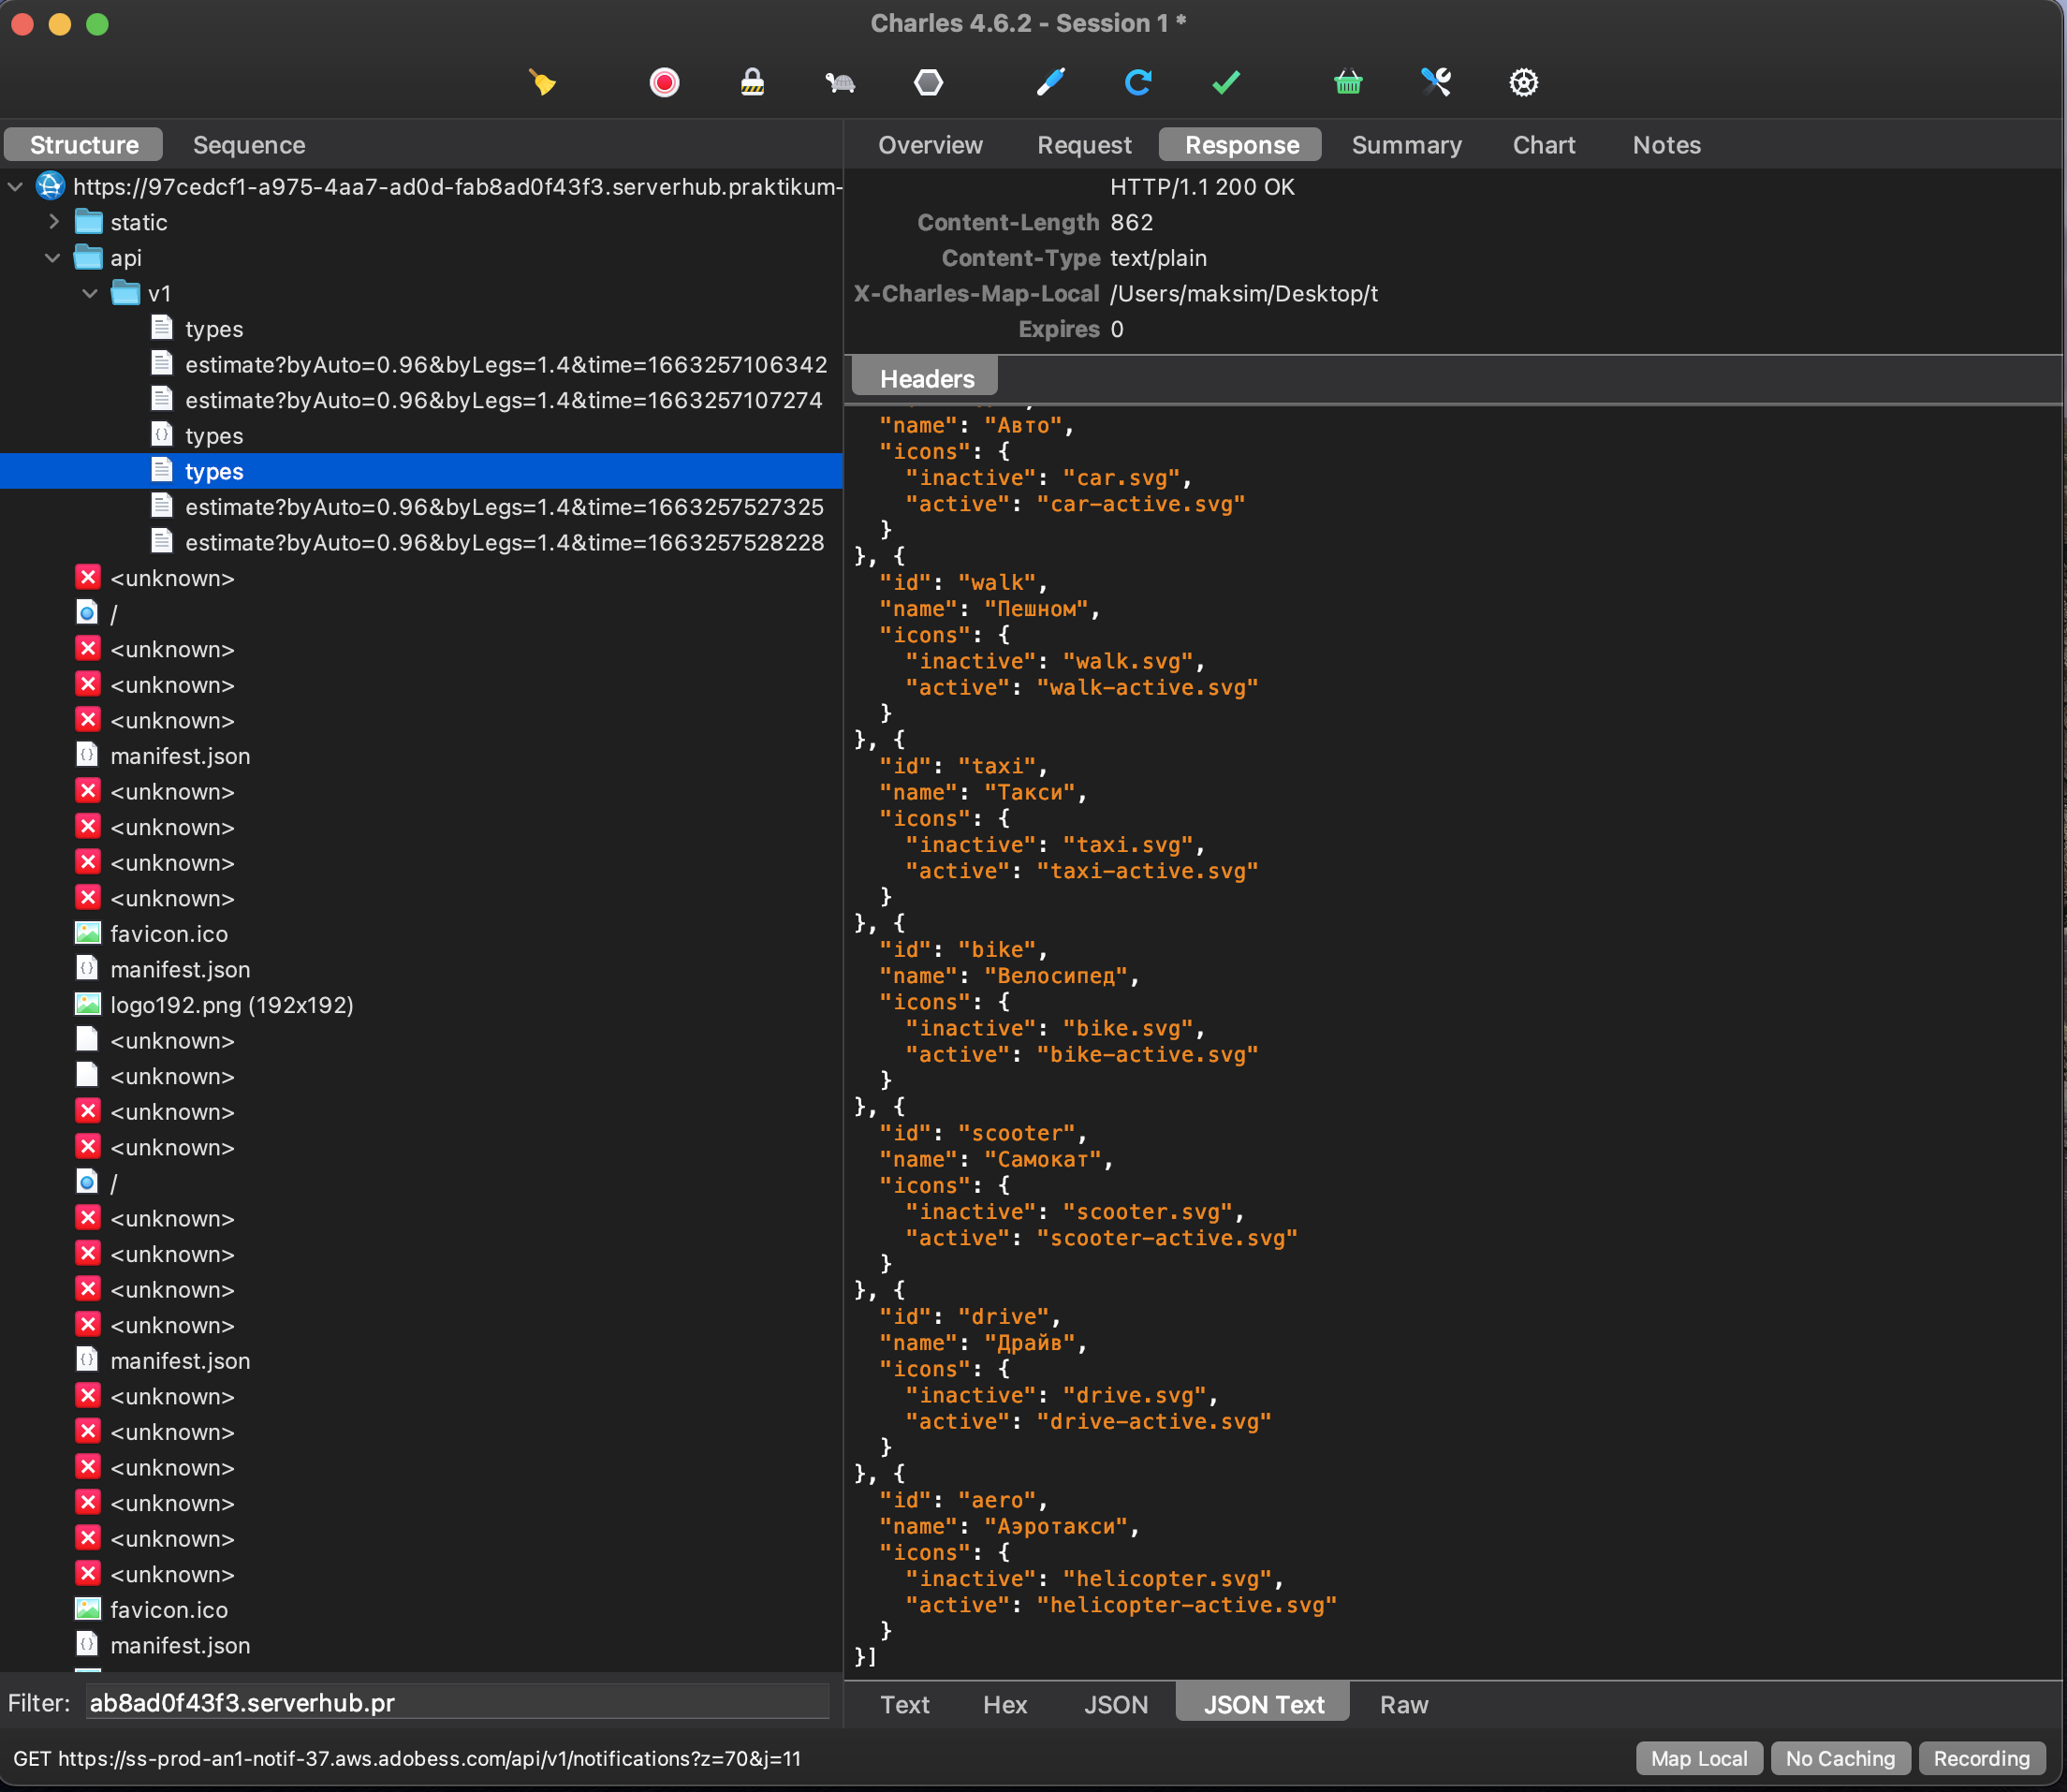 Charles 4.6.2 - Session 1 *
Structure Sequence
https://97cedcf1-a975-4aa7-ad0d-fab8ad0f43f3.serverhub.praktikum-
static
api
v1
types
estimate?byAuto=0.96&byLegs=1.4&time=1663257106342
estimate?byAuto=0.96&byLegs=1.4&time=1663257107274
types
types
estimate?byAuto=0.96&byLegs=1.4&time=1663257527325
estimate?byAuto=0.96&byLegs=1.4&time=1663257528228
<unknown>
/
<unknown>
<unknown>
<unknown>
manifest.json
<unknown>
<unknown>
<unknown>
<unknown>
favicon.ico
manifest.json
logo192.png (192x192)
<unknown>
<unknown>
<unknown>
<unknown>
/
<unknown>
<unknown>
<unknown>
<unknown>
manifest.json
<unknown>
<unknown>
<unknown>
<unknown>
<unknown>
<unknown>
favicon.ico
manifest.json
Filter: ab8ad0f43f3.serverhub.pr
Overview Request Response Summary Chart Notes
HTTP/1.1 200 OK
Content-Length 862
Content-Type text/plain
X-Charles-Map-Local /Users/maksim/Desktop/t
Expires 0
Headers
"name": "Авто",
"icons": {
"inactive": "car.svg",
"active": "car-active.svg"
}
}, {
"id": "walk",
"name": "Пешном",
"icons": {
"inactive": "walk.svg",
"active": "walk-active.svg"
}
}, {
"id": "taxi",
"name": "Такси",
"icons": {
"inactive": "taxi.svg",
"active": "taxi-active.svg"
}
}, {
"id": "bike",
"name": "Велосипед",
"icons": {
"inactive": "bike.svg",
"active": "bike-active.svg"
}
}, {
"id": "scooter",
"name": "Самокат",
"icons": {
"inactive": "scooter.svg",
"active": "scooter-active.svg"
}
}, {
"id": "drive",
"name": "Драйв",
"icons": {
"inactive": "drive.svg",
"active": "drive-active.svg"
}
}, {
"id": "aero",
"name": "Аэротакси",
"icons": {
"inactive": "helicopter.svg",
"active": "helicopter-active.svg"
}
}]
Text Hex JSON JSON Text Raw
GET https://ss-prod-an1-notif-37.aws.adobess.com/api/v1/notifications?z=70&j=11
Map Local No Caching Recording